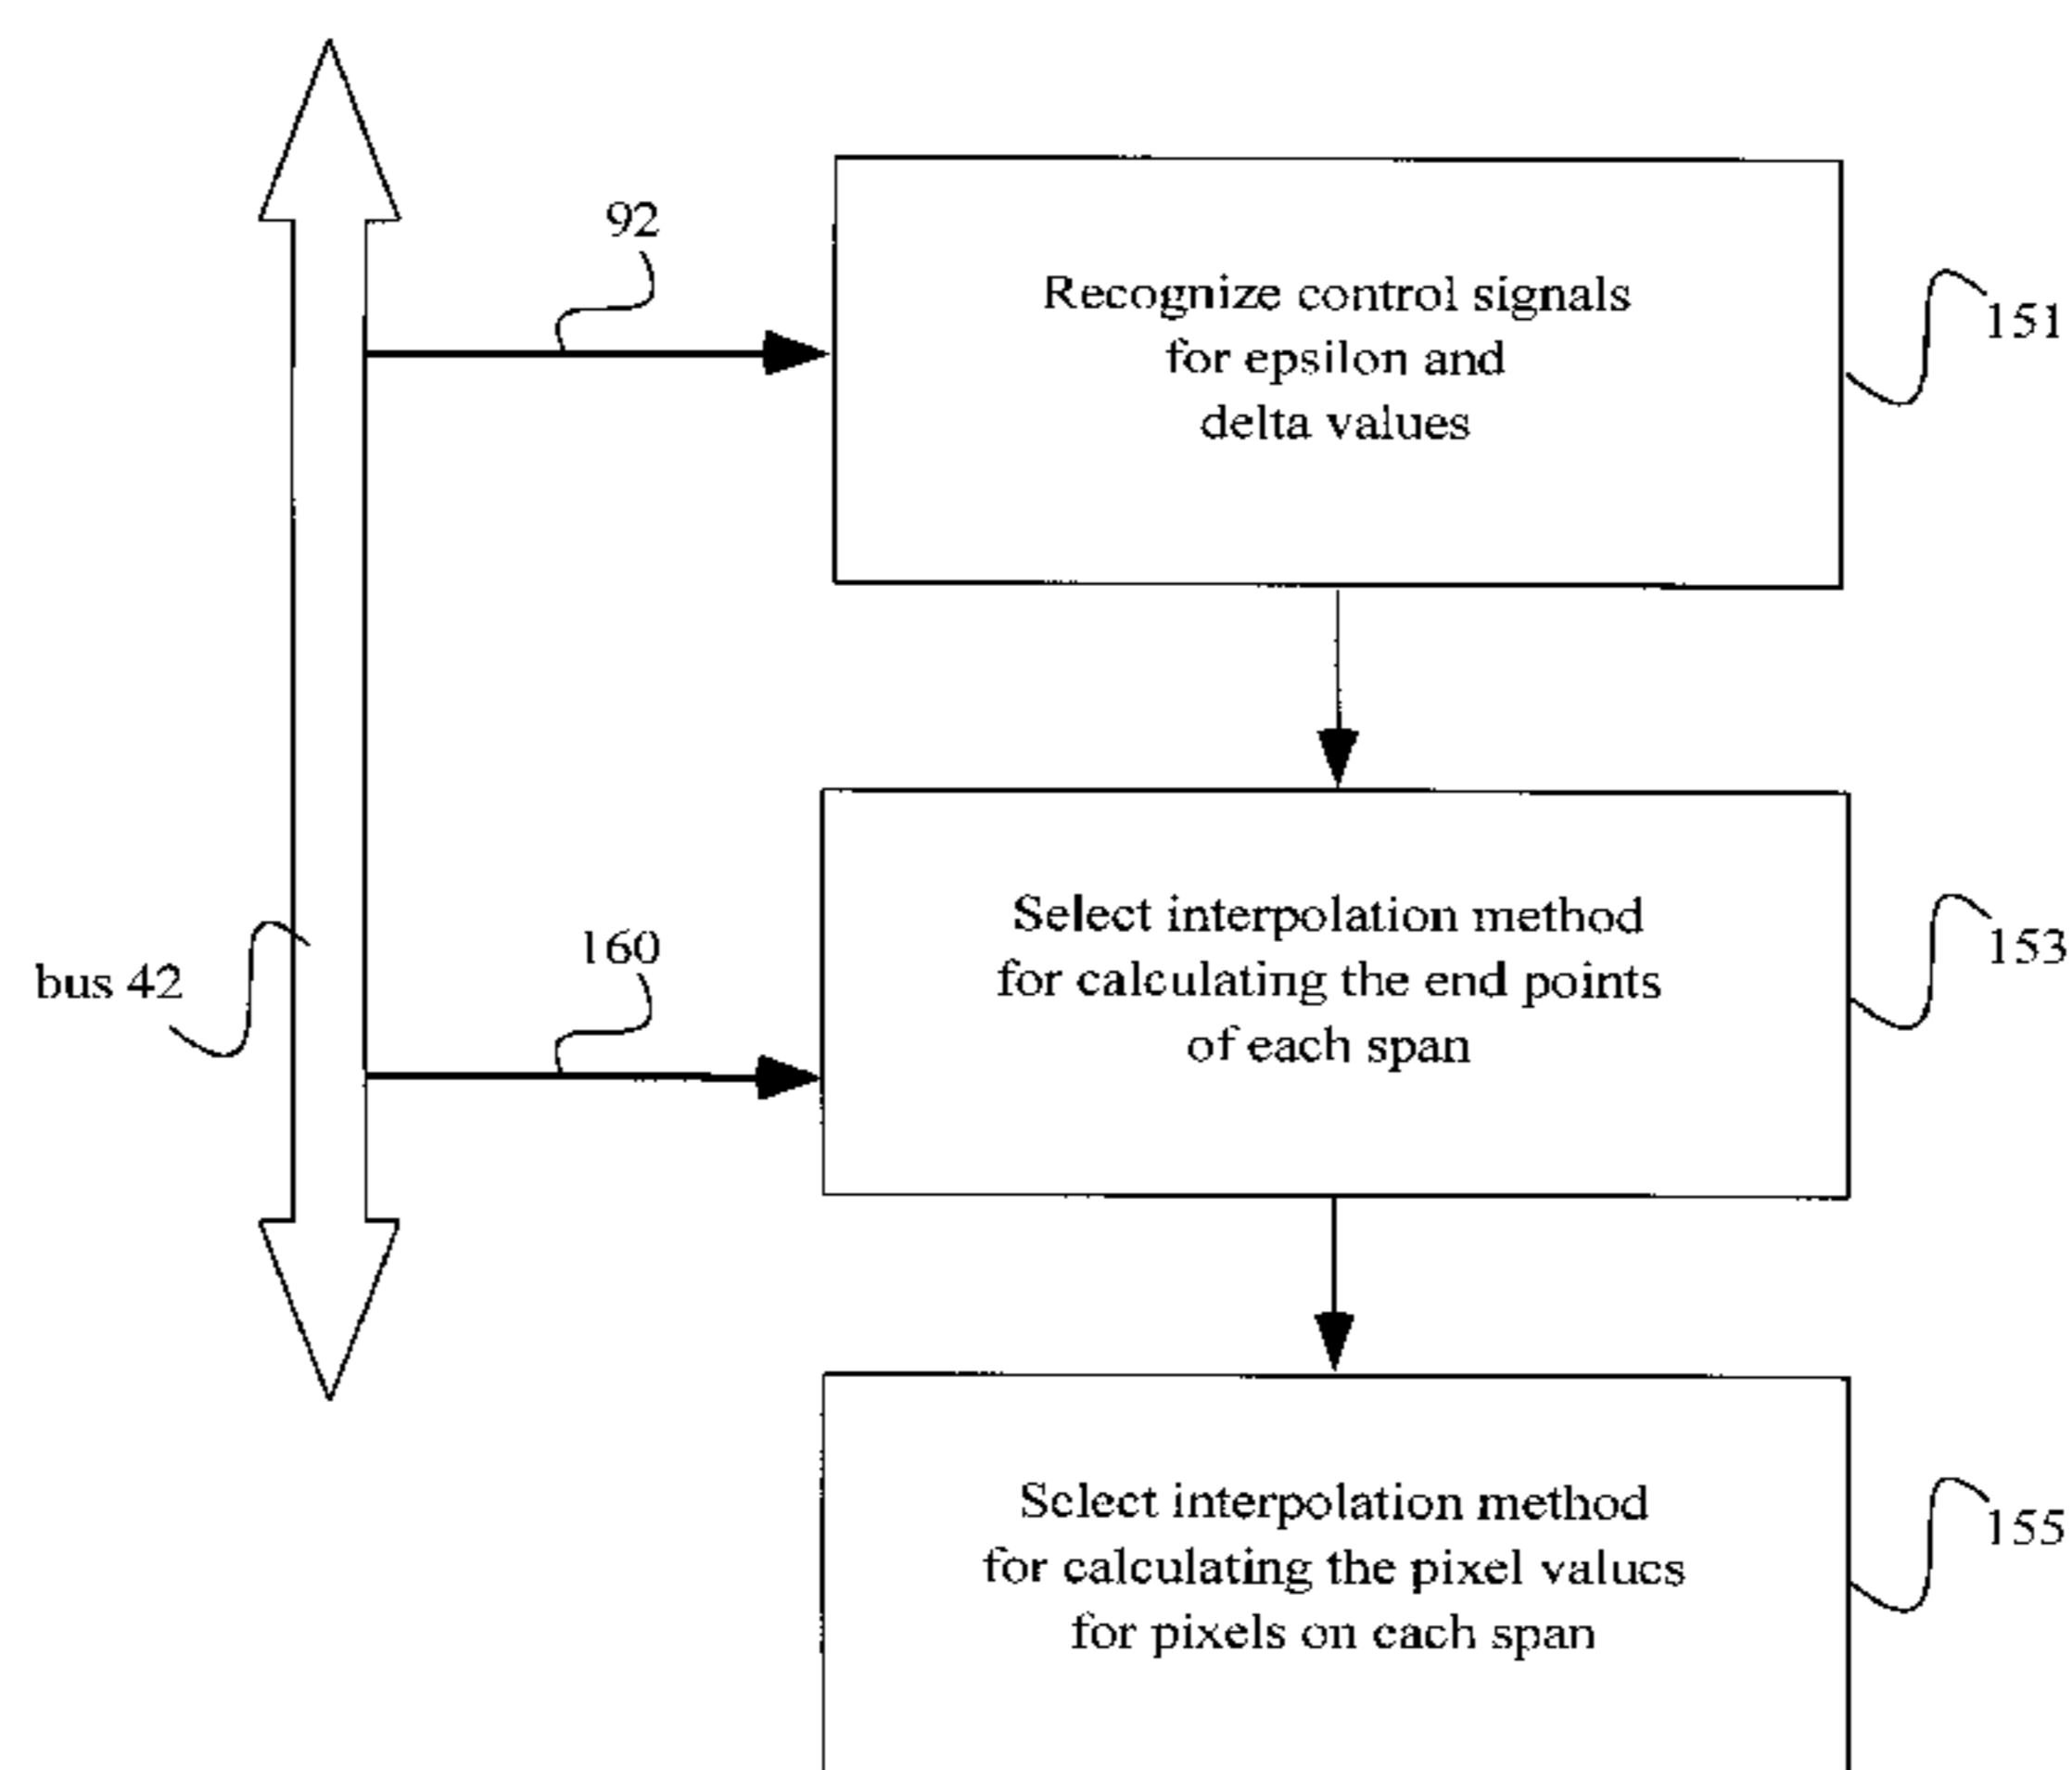 92
Recognize control signals
for epsilon and
delta values
151
bus 42
160
Select interpolation method
for calculating the end points
of each span
153
Select interpolation method
for calculating the pixel values
for pixels on each span
155